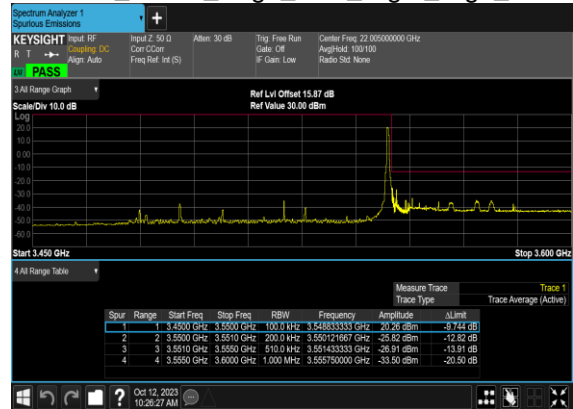 Spectrum Analyzer 1
Spurious Emissions
+
KEYSIGHT Input: RF Input Z: 50 Ω Atten: 30 dB Trig: Free Run Center Freq: 22.005000000 GHz
R T Coupling: DC Corr CCorr Gate: Off Avg|Hold: 100/100
Align: Auto Freq Ref: Int (S) IF Gain: Low Radio Std: None
PASS
3 All Range Graph
Ref Lvl Offset 15.87 dB
Scale/Div 10.0 dB Ref Value 30.00 dBm
Log
20.0
10.0
0.00
-10.0
-20.0
-30.0
-40.0
-50.0
-60.0
Start 3.450 GHz Stop 3.600 GHz
4 All Range Table
Measure Trace Trace 1
Trace Type Trace Average (Active)
Spur Range Start Freq Stop Freq RBW Frequency Amplitude ΔLimit
1 1 3.4500 GHz 3.5500 GHz 100.0 kHz 3.548833333 GHz 20.26 dBm -9.744 dB
2 2 3.5500 GHz 3.5510 GHz 200.0 kHz 3.550121667 GHz -25.82 dBm -12.82 dB
3 3 3.5510 GHz 3.5550 GHz 510.0 kHz 3.551433333 GHz -26.91 dBm -13.91 dB
4 4 3.5550 GHz 3.6000 GHz 1.000 MHz 3.555750000 GHz -33.50 dBm -20.50 dB
? Oct 12, 2023
10:26:27 AM